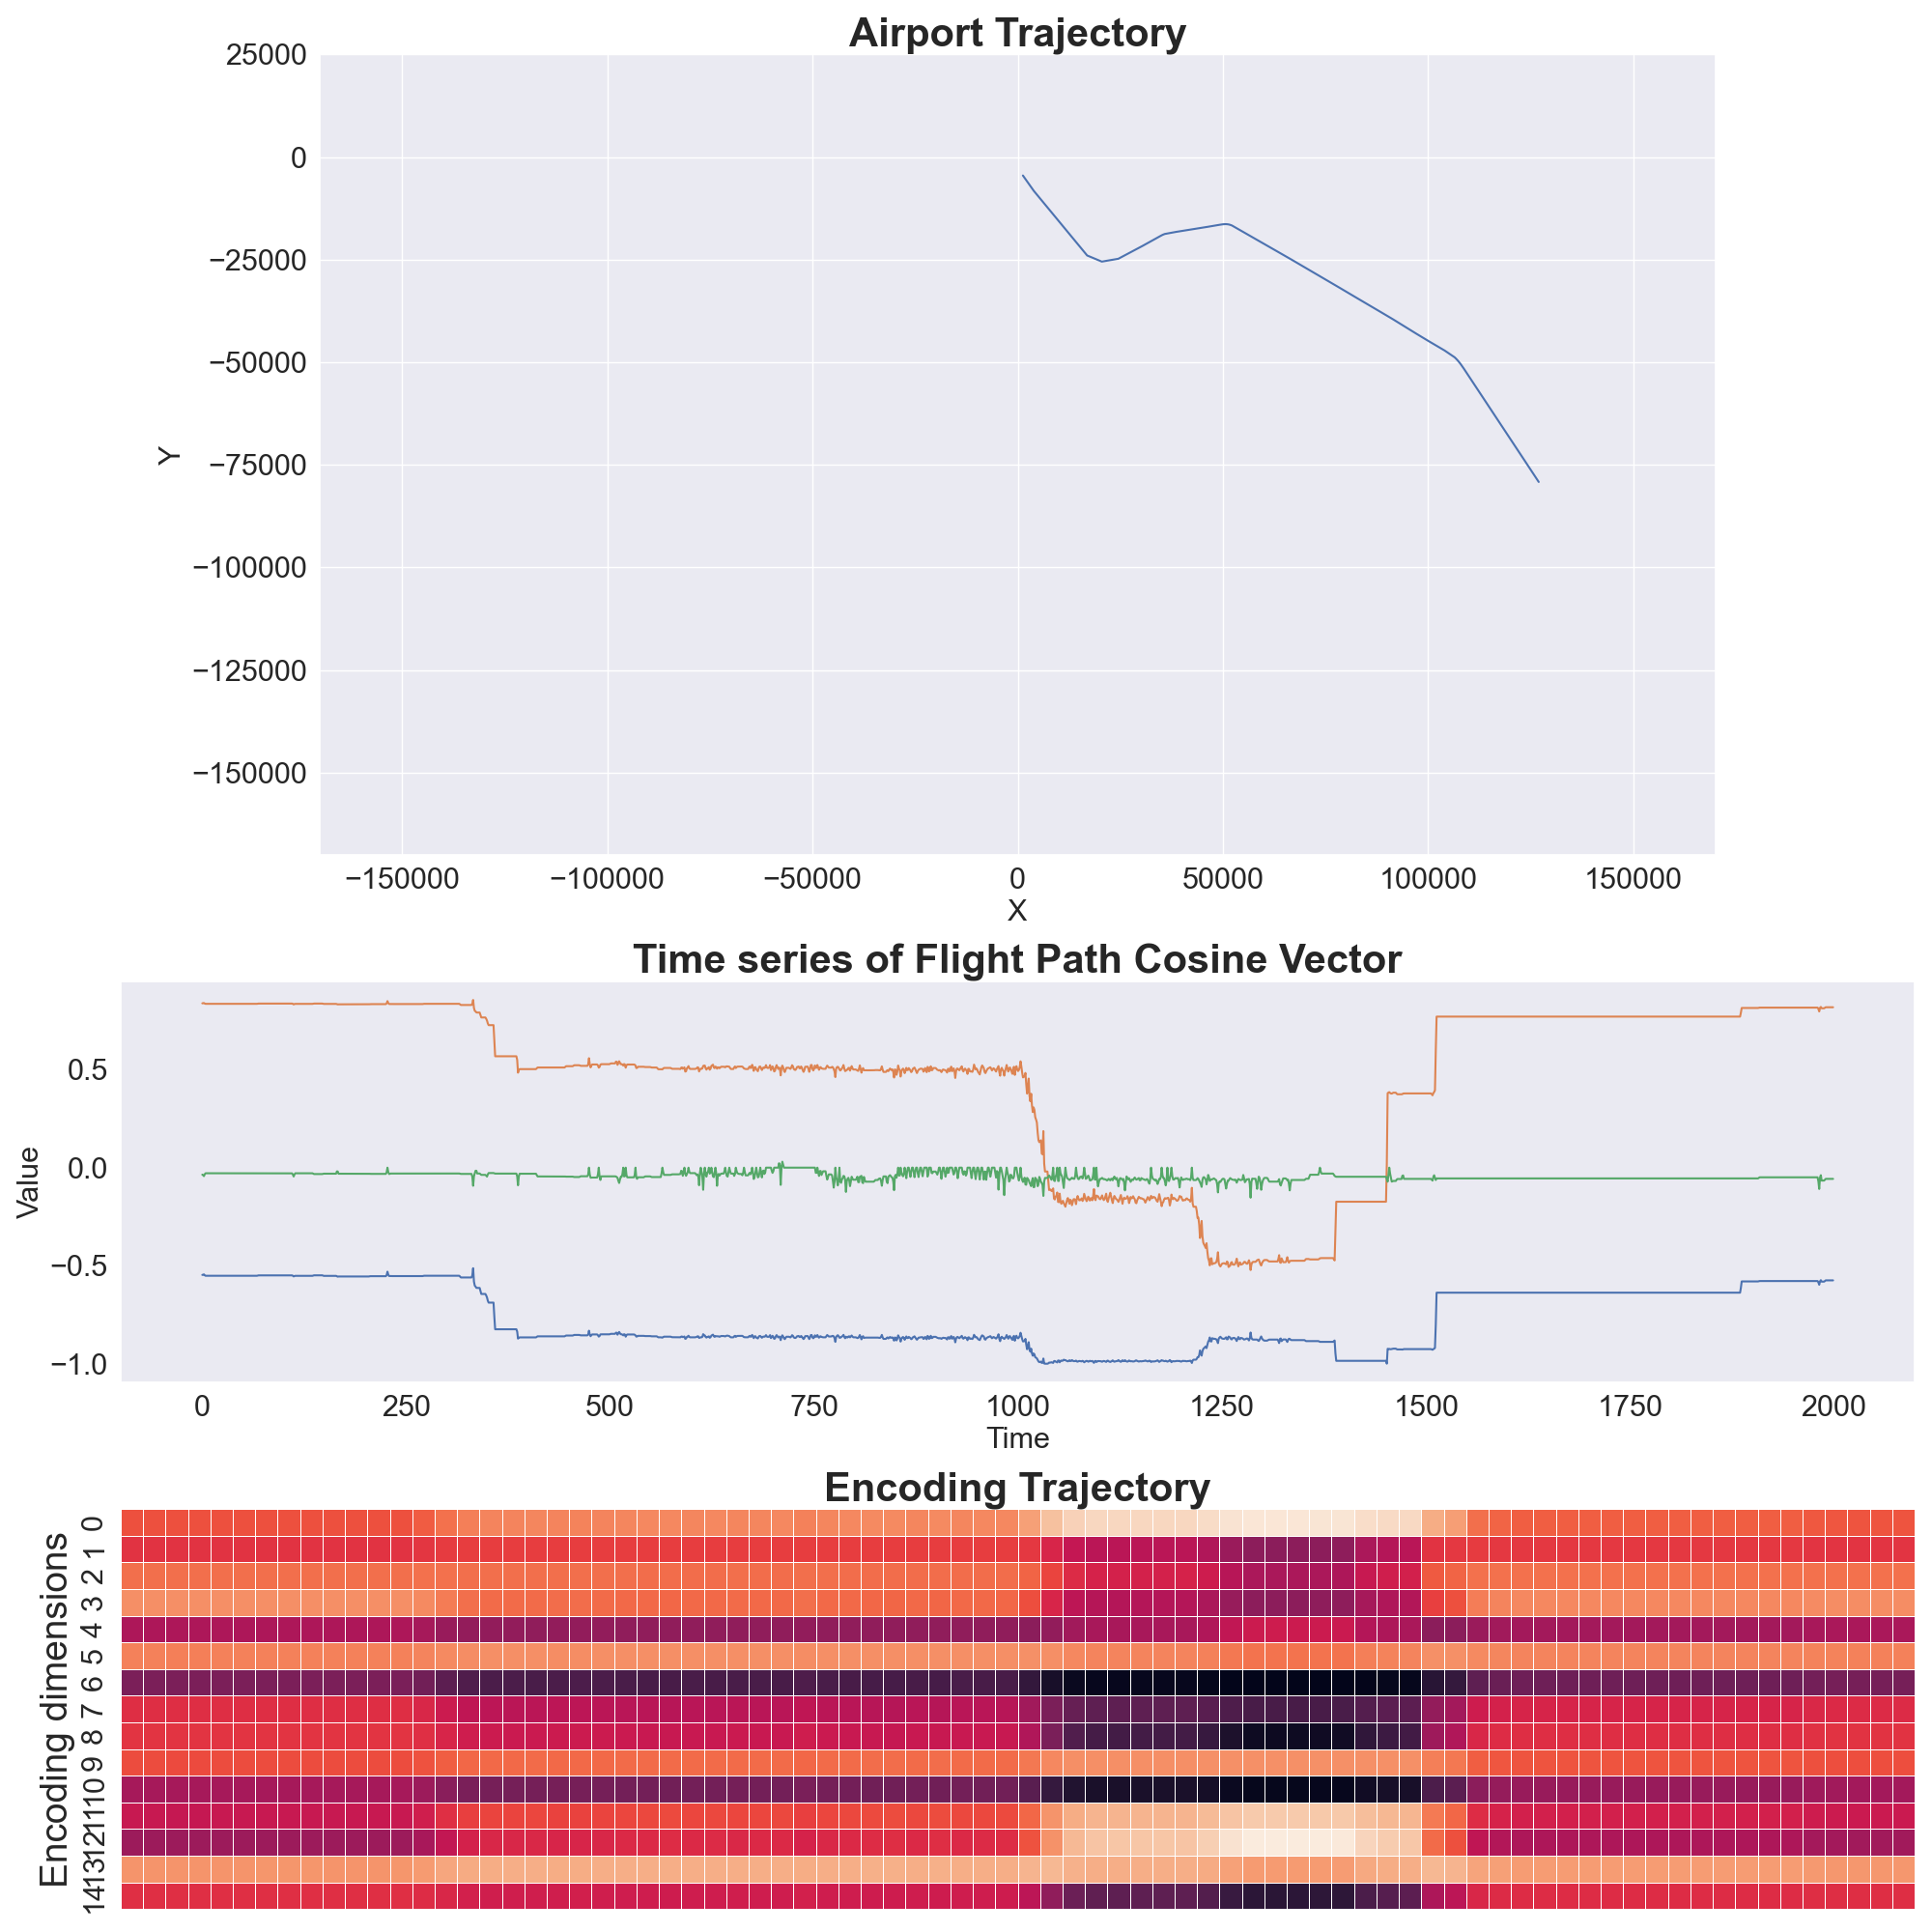 Airport Trajectory
25000
0
−25000
−50000
−75000
−100000
−125000
−150000
Y
−150000 −100000 −50000 0 50000 100000 150000
X
Time series of Flight Path Cosine Vector
0.5
0.0
−0.5
−1.0
Value
0 250 500 750 1000 1250 1500 1750 2000
Time
Encoding Trajectory
Encoding dimensions
0
1
2
3
4
5
6
7
8
9
10
11
12
13
14